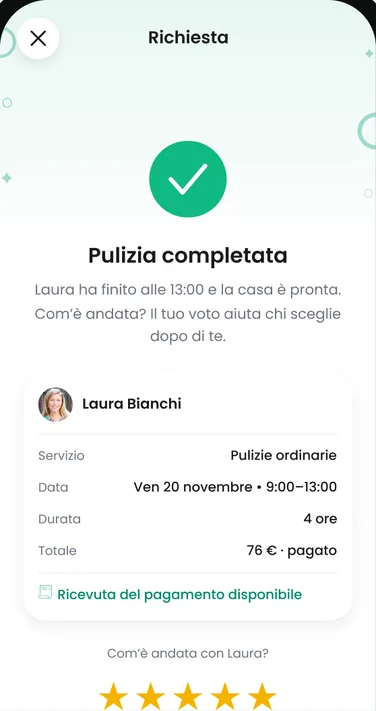 Richiesta
Pulizia completata
Laura ha finito alle 13:00 e la casa è pronta.
Com’è andata? Il tuo voto aiuta chi sceglie
dopo di te.
Laura Bianchi
Servizio Pulizie ordinarie
Data Ven 20 novembre • 9:00–13:00
Durata 4 ore
Totale 76 € · pagato
Ricevuta del pagamento disponibile
Com’è andata con Laura?